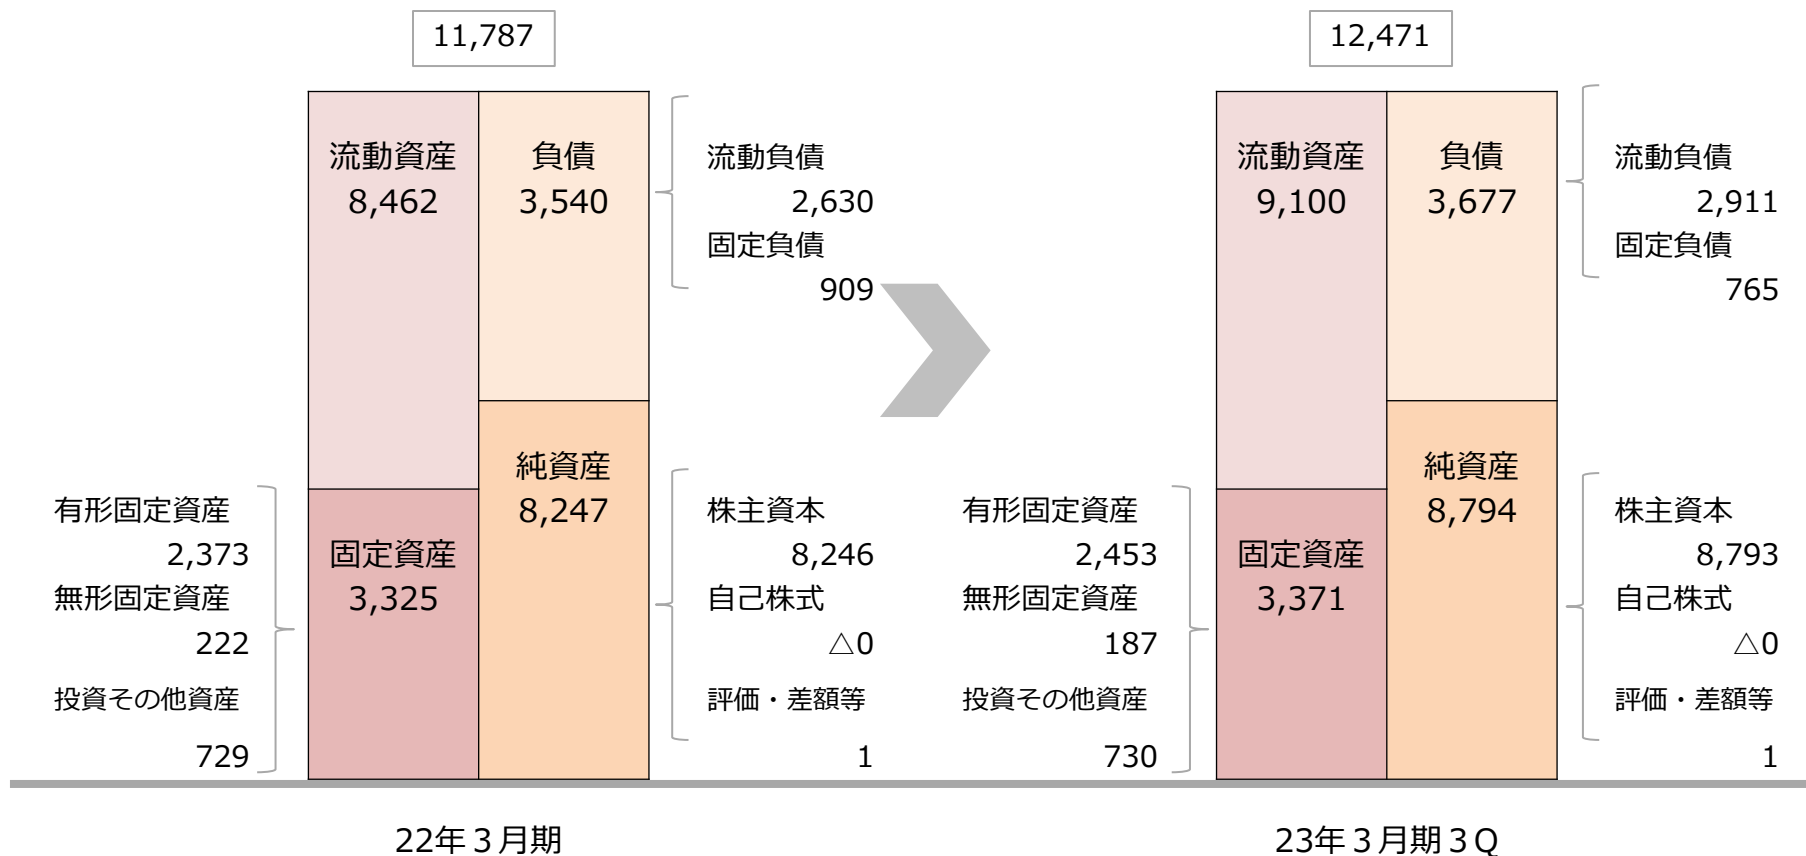 11,787
流動資産
8,462
負債
3,540
流動負債
2,630
固定負債
909
有形固定資産
2,373
無形固定資産
222
投資その他資産
729
固定資産
3,325
純資産
8,247
株主資本
8,246
自己株式
△0
評価・差額等
1
22年３月期
12,471
流動資産
9,100
負債
3,677
流動負債
2,911
固定負債
765
有形固定資産
2,453
無形固定資産
187
投資その他資産
730
固定資産
3,371
純資産
8,794
株主資本
8,793
自己株式
△0
評価・差額等
1
23年３月期３Q